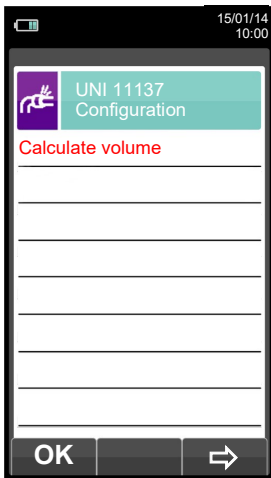 15/01/14
10:00
UNI 11137
Configuration
Calculate volume
OK